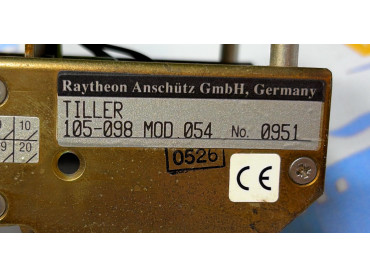 Raytheon Anschütz GmbH, Germany
TILLER
105-098 MOD 054 No. 0951
0526
CE
10
9 20